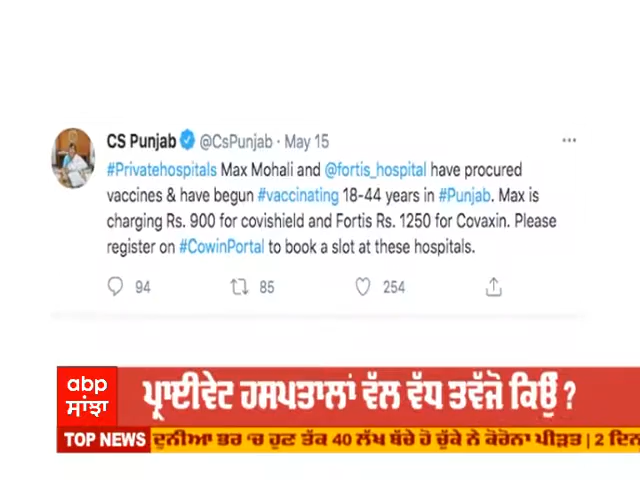 CS Punjab @CsPunjab · May 15
#Privatehospitals Max Mohali and @fortis_hospital have procured
vaccines & have begun #vaccinating 18-44 years in #Punjab. Max is
charging Rs. 900 for covishield and Fortis Rs. 1250 for Covaxin. Please
register on #CowinPortal to book a slot at these hospitals.
94 85 254
abp
ਸਾਂਝਾ
ਪ੍ਰਾਈਵੇਟ ਹਸਪਤਾਲਾਂ ਵੱਲ ਵੱਧ ਤਵੱਜੋ ਕਿਉਂ ?
TOP NEWS ਦੁਨੀਆ ਭਰ 'ਚ ਹੁਣ ਤੱਕ 40 ਲੱਖ ਬੱਚੇ ਹੋ ਚੁੱਕੇ ਨੇ ਕੋਰੋਨਾ ਪੀੜਤ | 2 ਦਿਨ